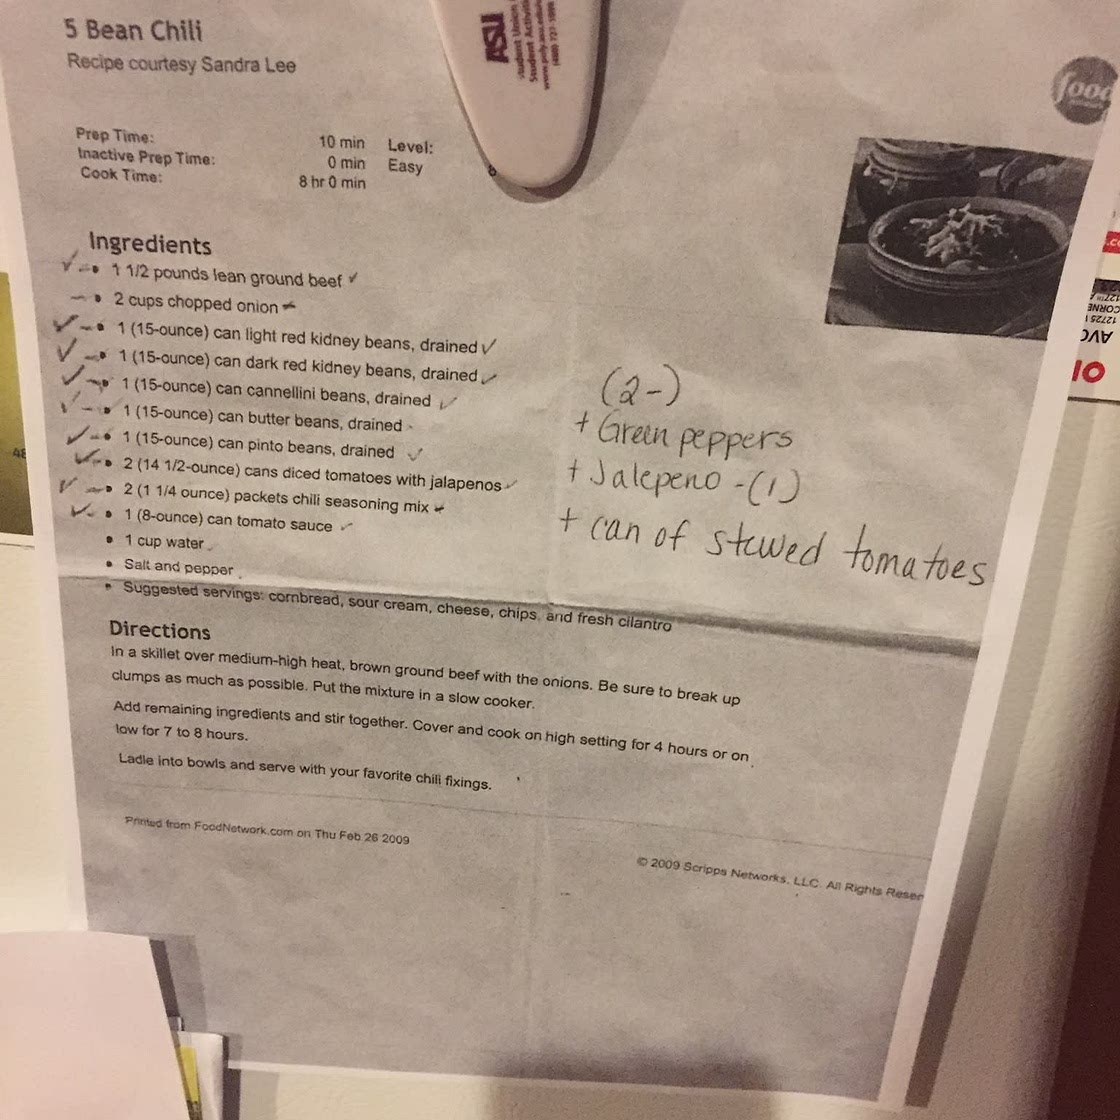 5 Bean Chili
Recipe courtesy Sandra Lee
ASU
Student Union
Student Activiti
food
Prep Time: 10 min Level:
Inactive Prep Time: 0 min Easy
Cook Time: 8 hr 0 min
Ingredients
✓ – • 1 1/2 pounds lean ground beef ✓
– • 2 cups chopped onion –
✓ – • 1 (15-ounce) can light red kidney beans, drained ✓
✓ – • 1 (15-ounce) can dark red kidney beans, drained ✓
✓ – • 1 (15-ounce) can cannellini beans, drained ✓
✓ – • 1 (15-ounce) can butter beans, drained -
✓ – • 1 (15-ounce) can pinto beans, drained ✓
✓ – • 2 (14 1/2-ounce) cans diced tomatoes with jalapenos ✓
✓ – • 2 (1 1/4 ounce) packets chili seasoning mix ✓
✓ – • 1 (8-ounce) can tomato sauce ✓
• 1 cup water
• Salt and pepper
• Suggested servings: cornbread, sour cream, cheese, chips, and fresh cilantro
(2-)
+ Green peppers
+ Jalepeno -(1)
+ can of stewed tomatoes
Directions
In a skillet over medium-high heat, brown ground beef with the onions. Be sure to break up
clumps as much as possible. Put the mixture in a slow cooker.
Add remaining ingredients and stir together. Cover and cook on high setting for 4 hours or on
low for 7 to 8 hours.
Ladle into bowls and serve with your favorite chili fixings.
Printed from FoodNetwork.com on Thu Feb 26 2009
© 2009 Scripps Networks, LLC. All Rights Reser